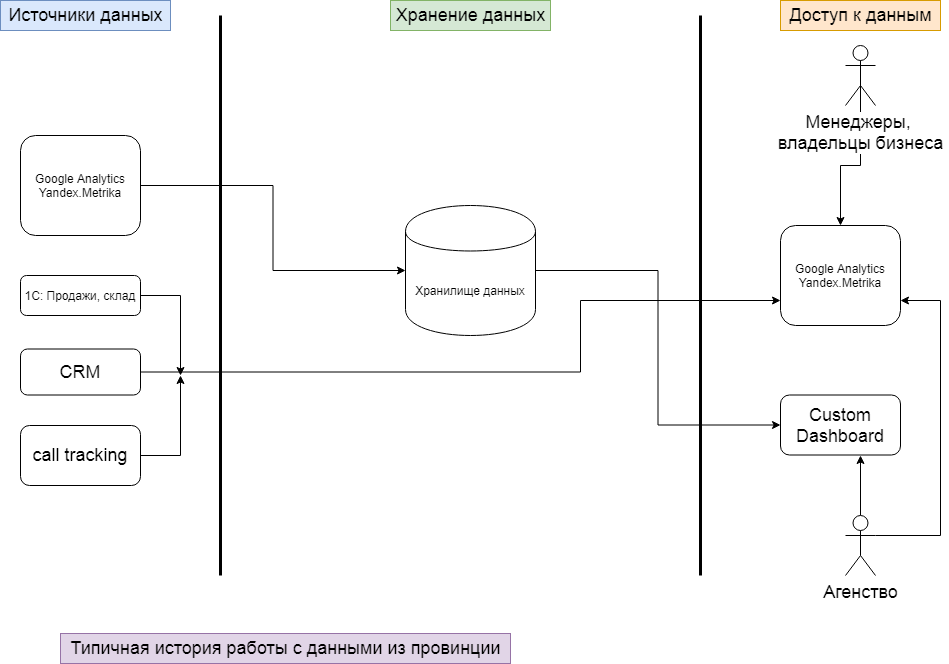 Источники данных
Хранение данных
Доступ к данным
Менеджеры,
владельцы бизнеса
Google Analytics
Yandex.Metrika
Хранилище данных
Google Analytics
Yandex.Metrika
1С: Продажи, склад
CRM
call tracking
Custom
Dashboard
Агенство
Типичная история работы с данными из провинции